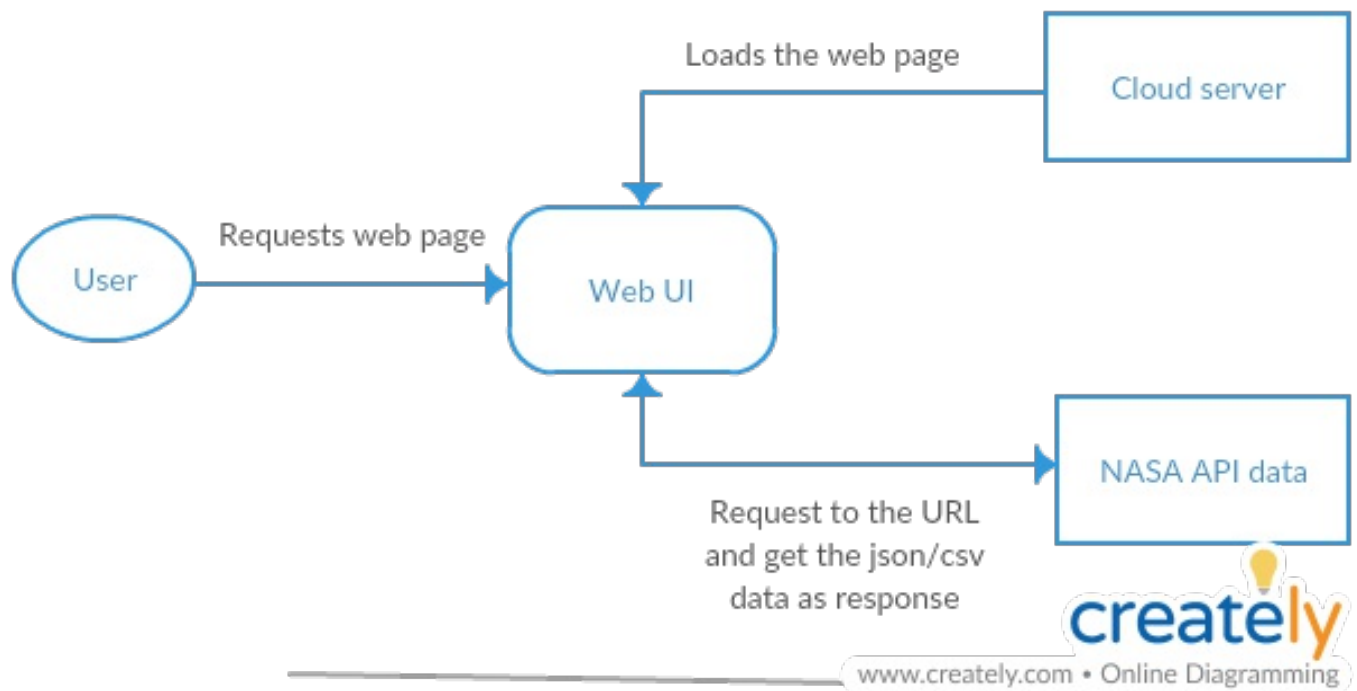 Loads the web page
Cloud server
Requests web page
User
Web UI
NASA API data
Request to the URL
and get the json/csv
data as response
creately
www.creately.com • Online Diagramming